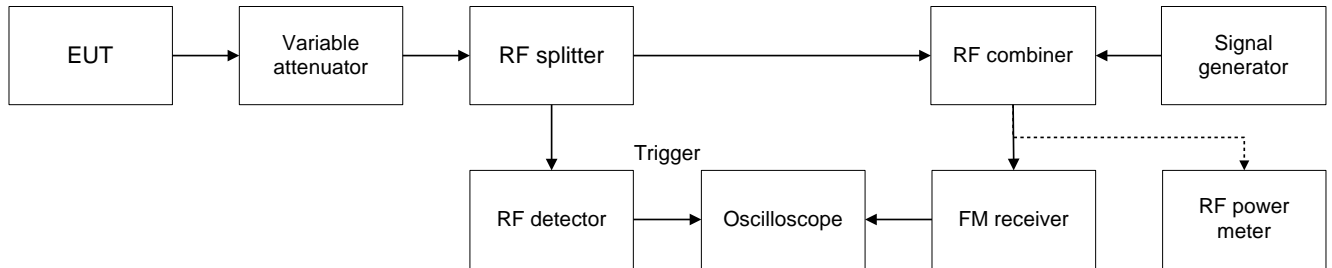 EUT
Variable
attenuator
RF splitter
RF combiner
Signal
generator
Trigger
RF detector
Oscilloscope
FM receiver
RF power
meter